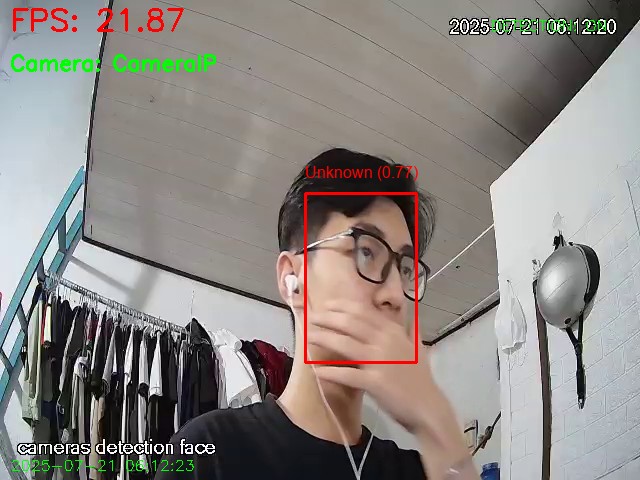 FPS: 21.87
2025-07-21 06:12:20
Camera: CameraIP
Unknown (0.77)
cameras detection face
2025-07-21 06:12:23